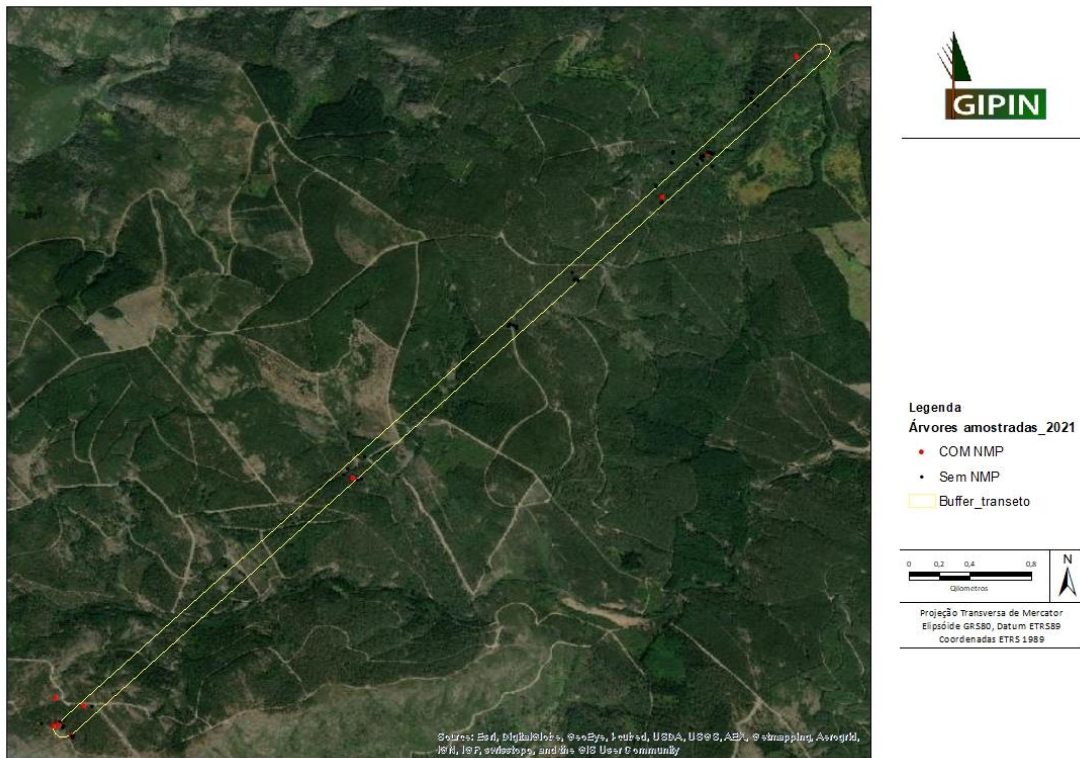 GIPIN
Legenda
Árvores amostradas_2021
COM NMP
Sem NMP
Buffer_transeto
0 0,2 0,4 0,8
Quilometros
N
Projeção Transversa de Mercator
Elipsóide GRS80, Datum ETRS89
Coordenadas ETRS 1989
Source: Esri, DigitalGlobe, GeoEye, i-cubed, USDA, USGS, AEX, Getmapping, Aerogrid,
IGN, IGP, swisstopo, and the GIS User Community